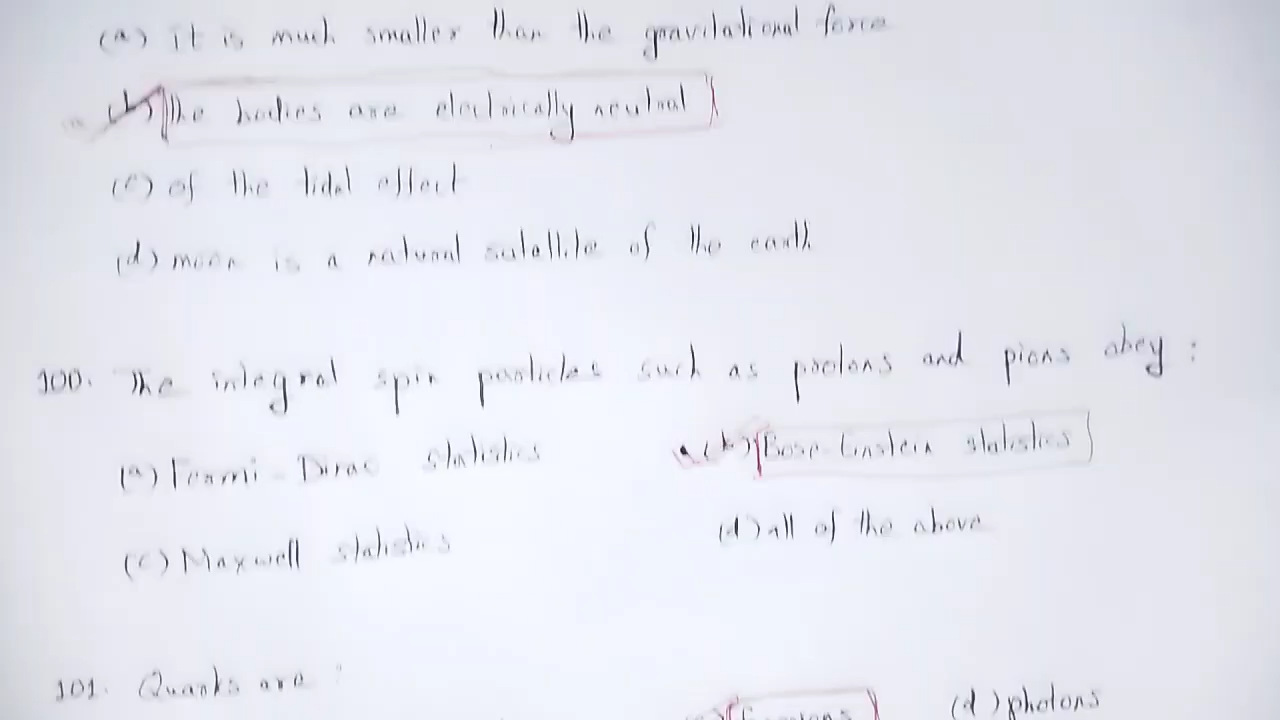 (a) it is much smaller than the gravitational force
(b) the bodies are electrically neutral
(c) of the tidal effect
(d) moon is a natural satellite of the earth
100. The integral spin particles such as protons and pions obey :
(a) Fermi-Dirac statistics (b) Bose-Einstein statistics
(c) Maxwell statistics (d) all of the above
101. Quarks are :
(d) photons